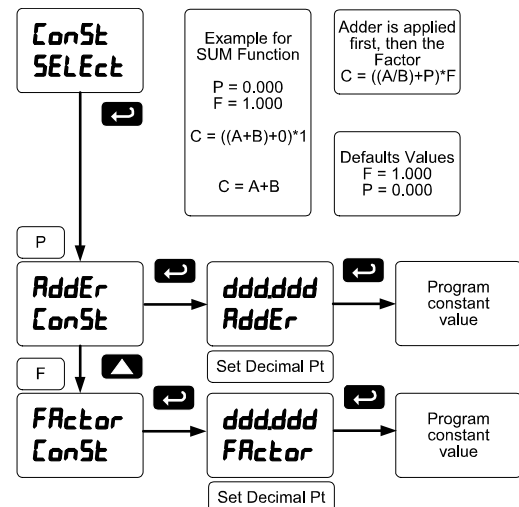 ConSt
SELEct
Example for
SUM Function
P = 0.000
F = 1.000
C = ((A+B)+0)*1
C = A+B
Adder is applied
first, then the
Factor
C = ((A/B)+P)*F
Defaults Values
F = 1.000
P = 0.000
P
AddEr
ConSt
ddd.ddd
AddEr
Program
constant
value
Set Decimal Pt
F
FActor
ConSt
ddd.ddd
FActor
Program
constant
value
Set Decimal Pt